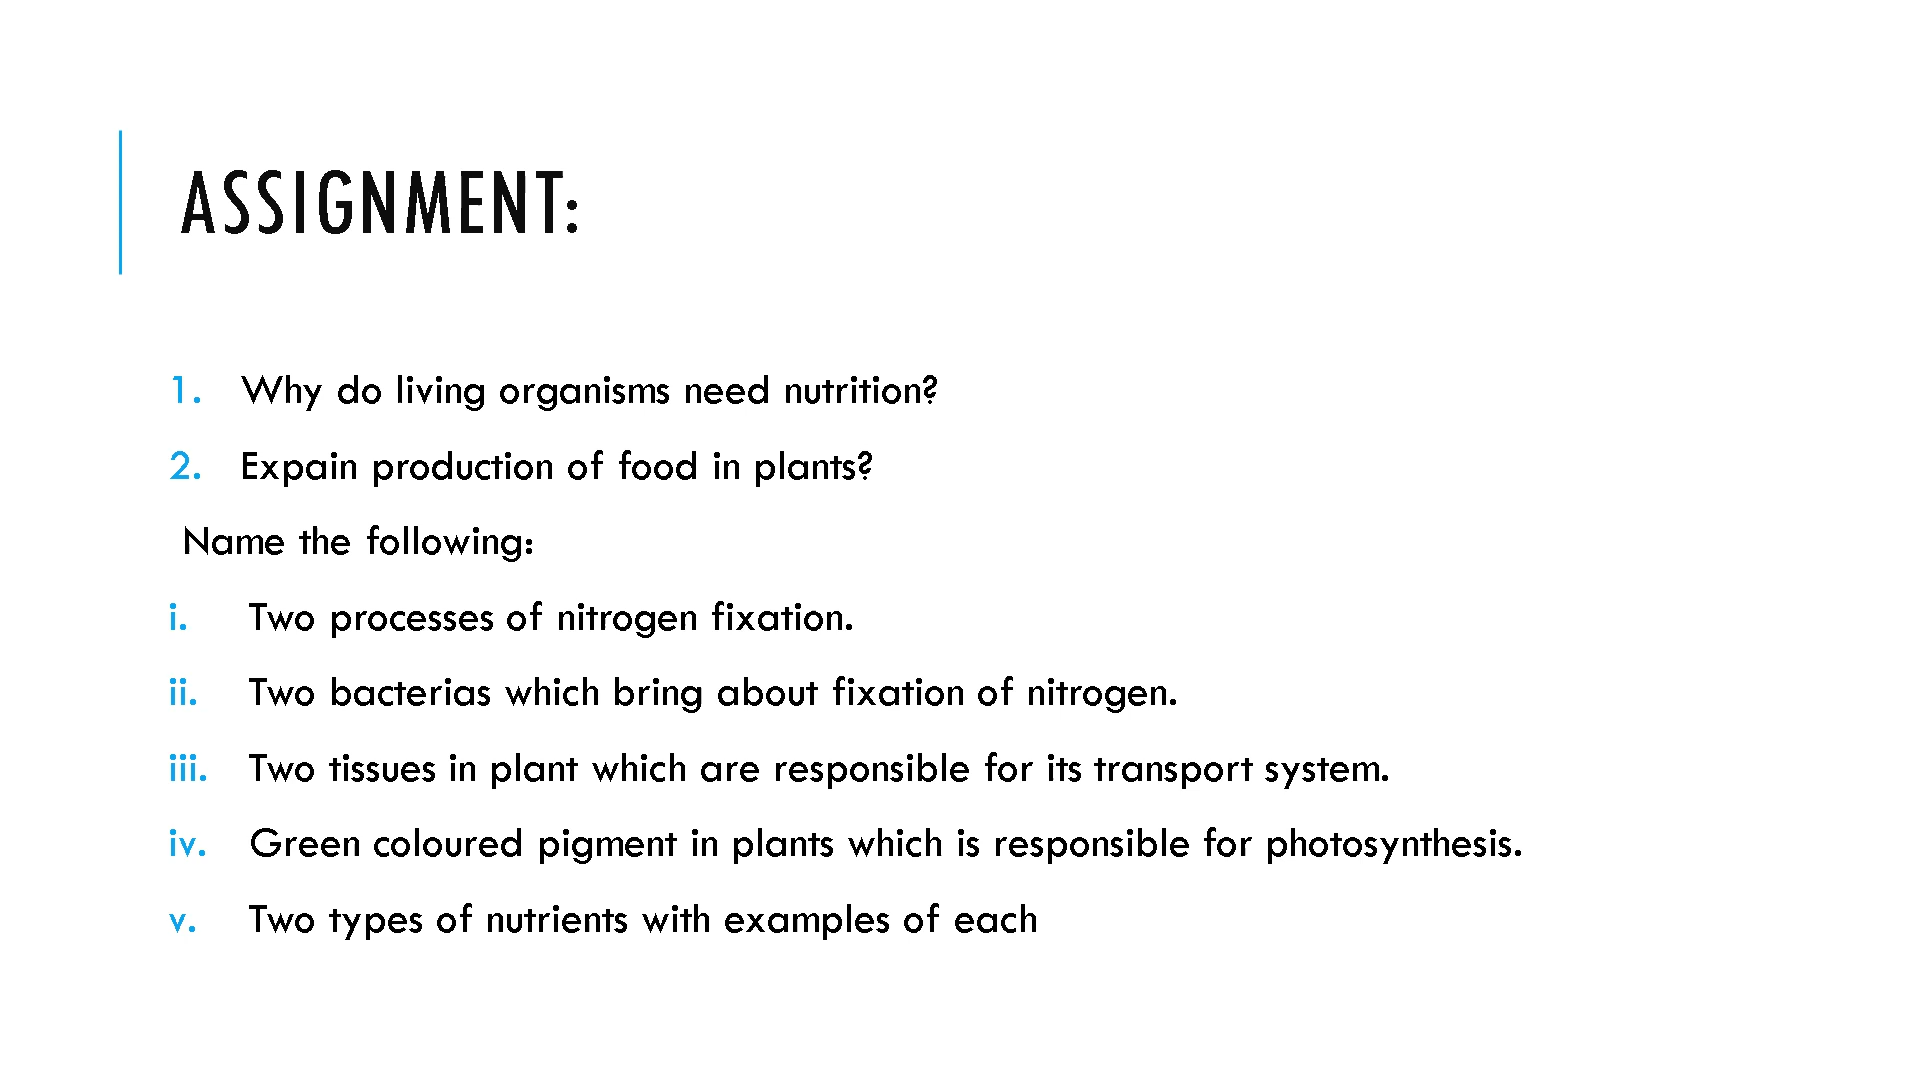 ASSIGNMENT:
1. Why do living organisms need nutrition?
2. Expain production of food in plants?
Name the following:
i. Two processes of nitrogen fixation.
ii. Two bacterias which bring about fixation of nitrogen.
iii. Two tissues in plant which are responsible for its transport system.
iv. Green coloured pigment in plants which is responsible for photosynthesis.
v. Two types of nutrients with examples of each